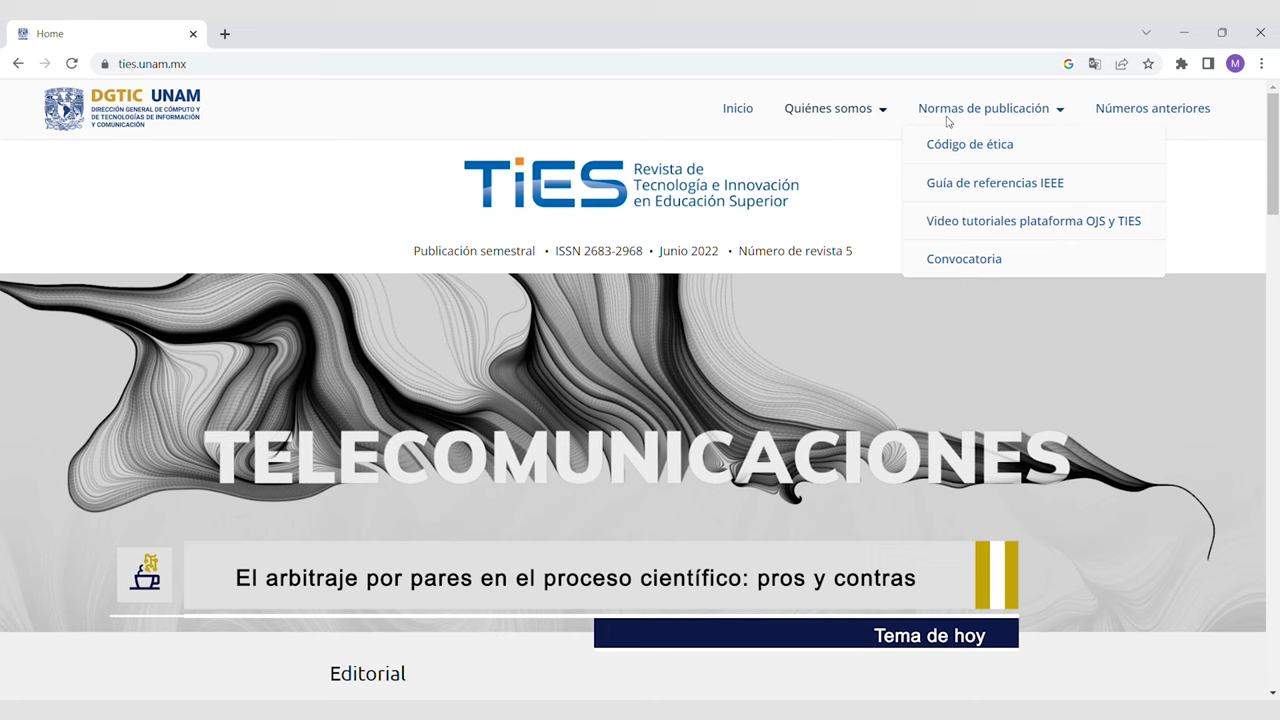 Home
ties.unam.mx
M
DGTIC UNAM
DIRECCIÓN GENERAL DE CÓMPUTO Y
DE TECNOLOGÍAS DE INFORMACIÓN
Y COMUNICACIÓN
Inicio
Quiénes somos
Normas de publicación
Números anteriores
Código de ética
Guía de referencias IEEE
Video tutoriales plataforma OJS y TIES
Convocatoria
TiES
Revista de
Tecnología e Innovación
en Educación Superior
Publicación semestral • ISSN 2683-2968 • Junio 2022 • Número de revista 5
TELECOMUNICACIONES
El arbitraje por pares en el proceso científico: pros y contras
Tema de hoy
Editorial